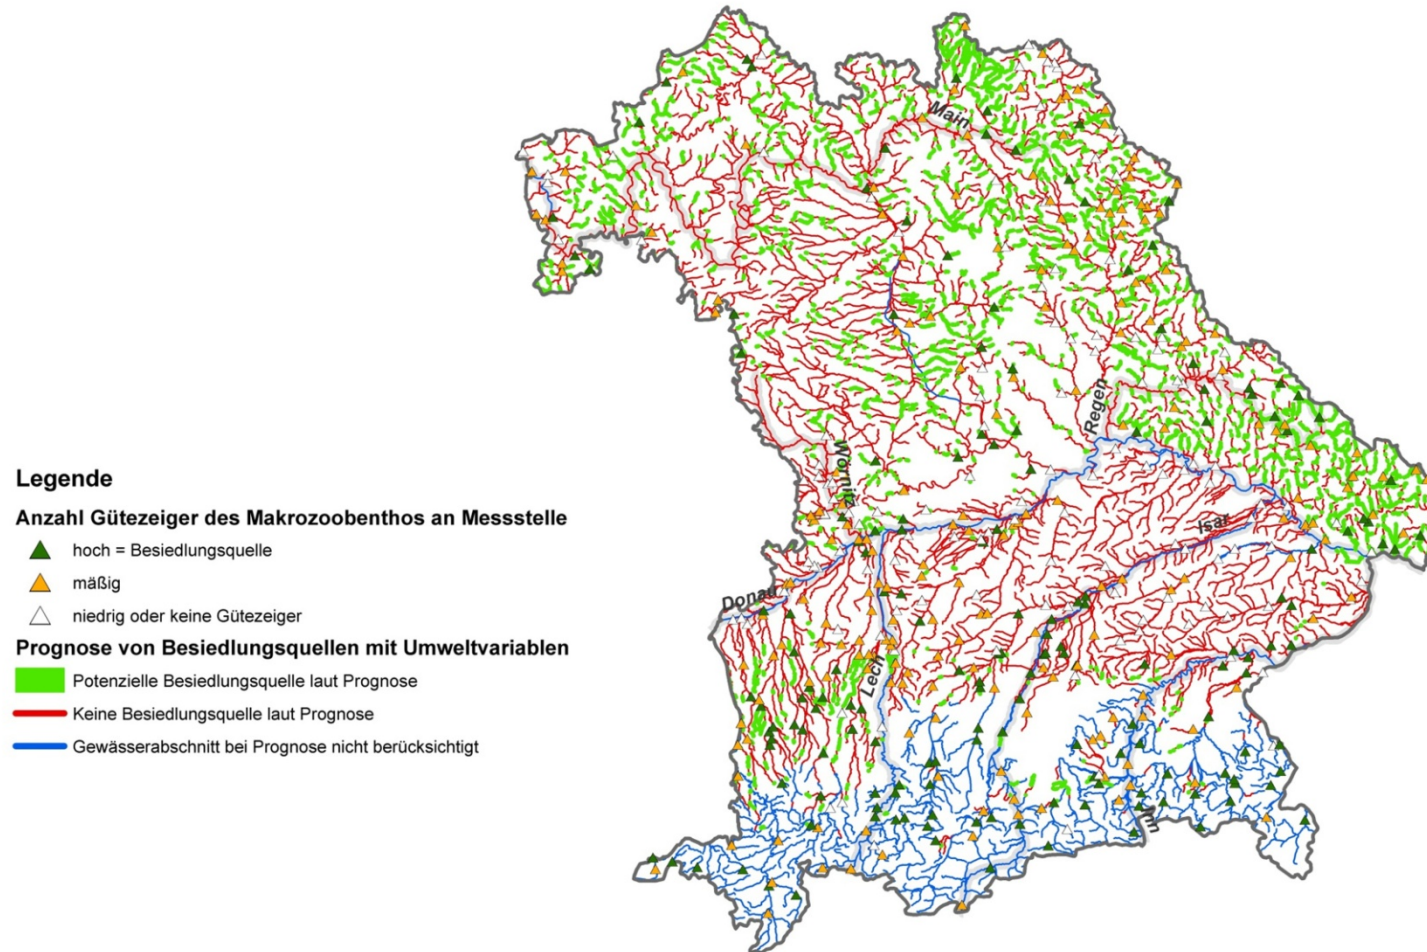 Legende
Anzahl Gütezeiger des Makrozoobenthos an Messstelle
hoch = Besiedlungsquelle
mäßig
niedrig oder keine Gütezeiger
Prognose von Besiedlungsquellen mit Umweltvariablen
Potenzielle Besiedlungsquelle laut Prognose
Keine Besiedlungsquelle laut Prognose
Gewässerabschnitt bei Prognose nicht berücksichtigt
Main
Regen
Wörnitz
Isar
Donau
Lech
Inn